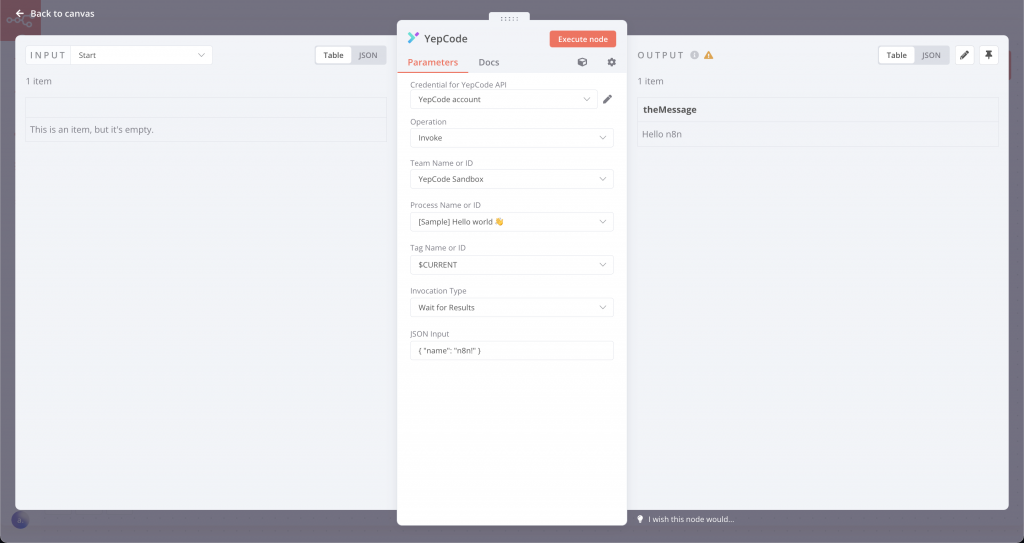 Back to canvas
INPUT Start Table JSON
1 item
This is an item, but it's empty.
YepCode Execute node
Parameters Docs
Credential for YepCode API
YepCode account
Operation
Invoke
Team Name or ID
YepCode Sandbox
Process Name or ID
[Sample] Hello world 👋
Tag Name or ID
$CURRENT
Invocation Type
Wait for Results
JSON Input
{ "name": "n8n!" }
OUTPUT Table JSON
1 item
theMessage
Hello n8n
I wish this node would...